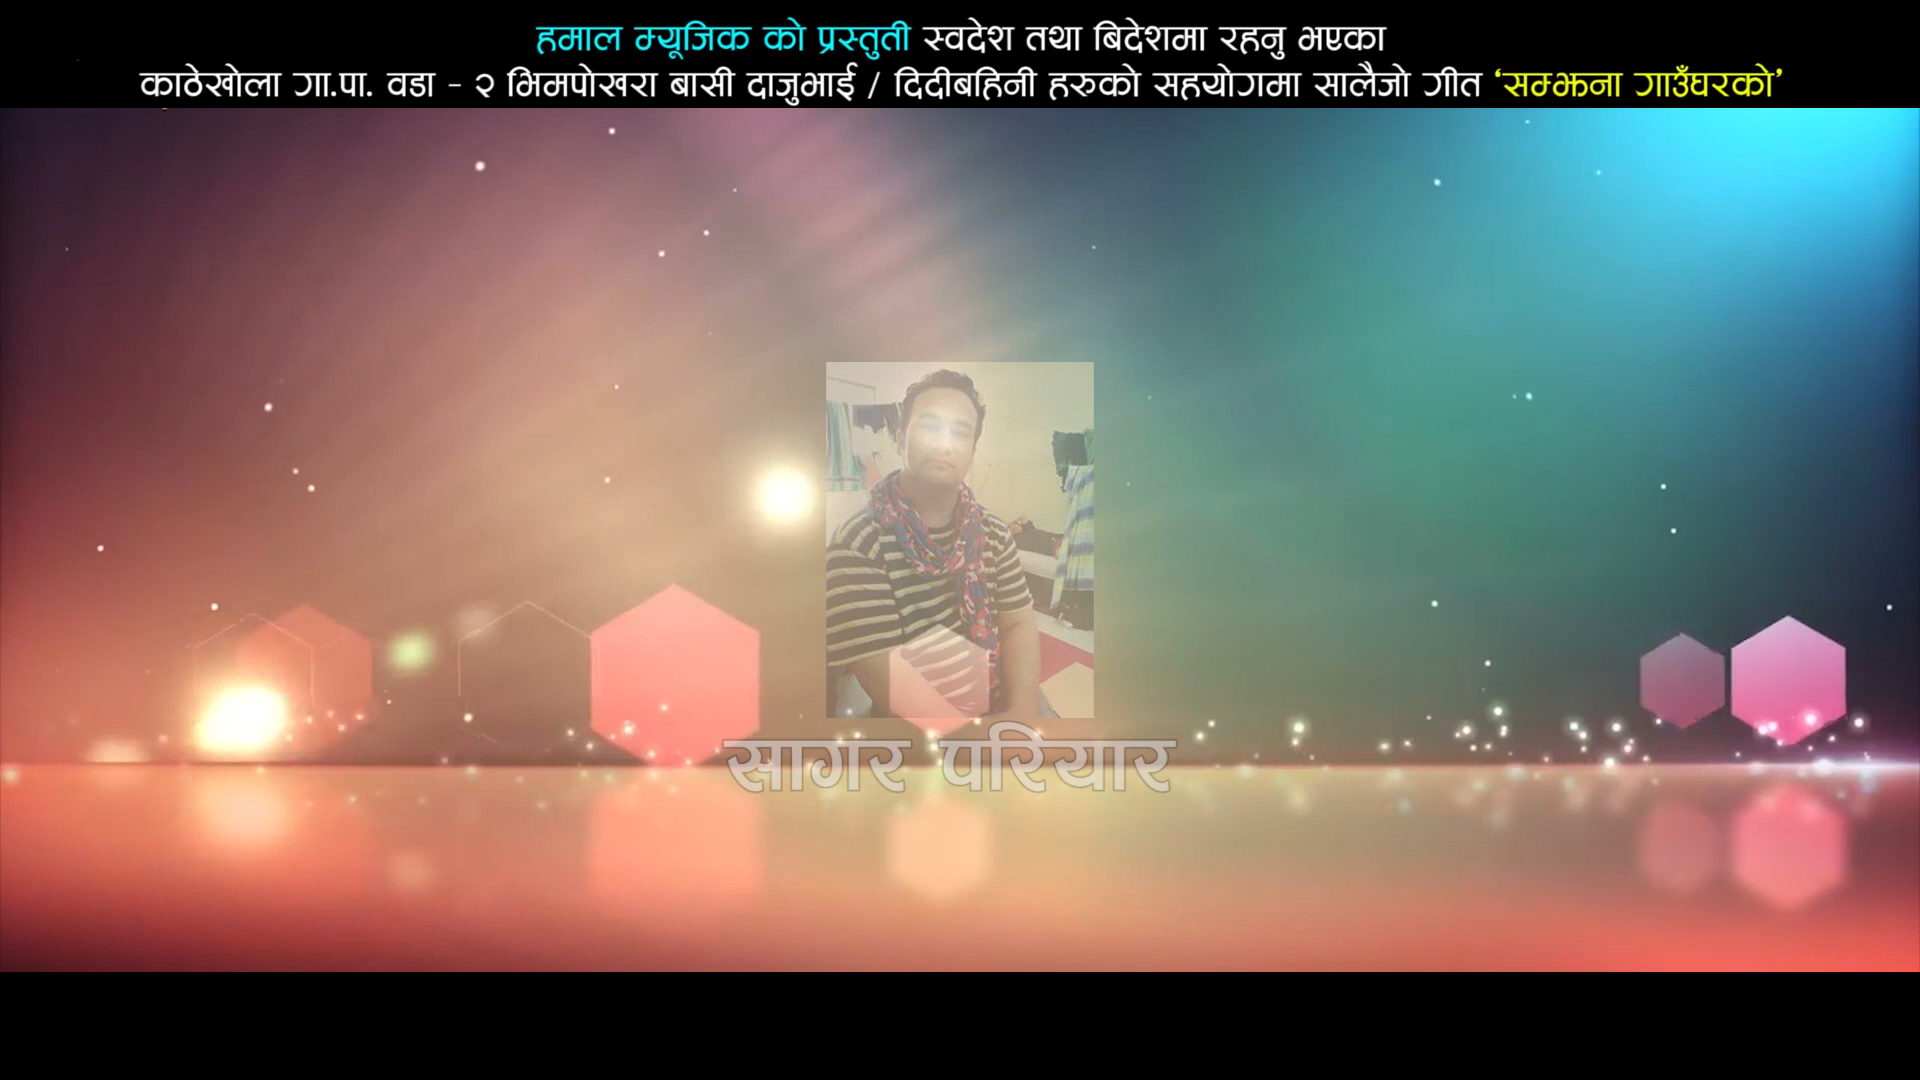 हमाल म्यूजिक को प्रस्तुती स्वदेश तथा बिदेशमा रहनु भएका
काठेखोला गा.पा. वडा - २ भिमपोखरा बासी दाजुभाई / दिदीबहिनी हरुको सहयोगमा सालैजो गीत ‘सम्झना गाउँघरको’
सागर परियार